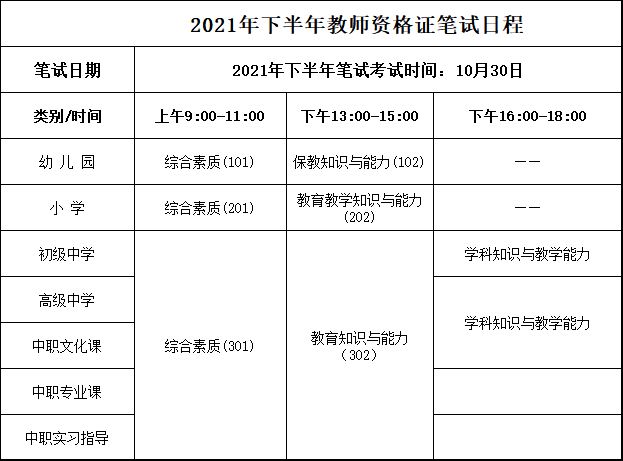 2021年下半年教师资格证笔试日程
笔试日期
2021年下半年笔试考试时间：10月30日
类别/时间
上午9:00-11:00
下午13:00-15:00
下午16:00-18:00
幼 儿 园
综合素质(101)
保教知识与能力(102)
——
小 学
综合素质(201)
教育教学知识与能力
(202)
——
初级中学
学科知识与教学能力
高级中学
学科知识与教学能力
中职文化课
综合素质(301)
教育知识与能力
（302）
中职专业课
中职实习指导